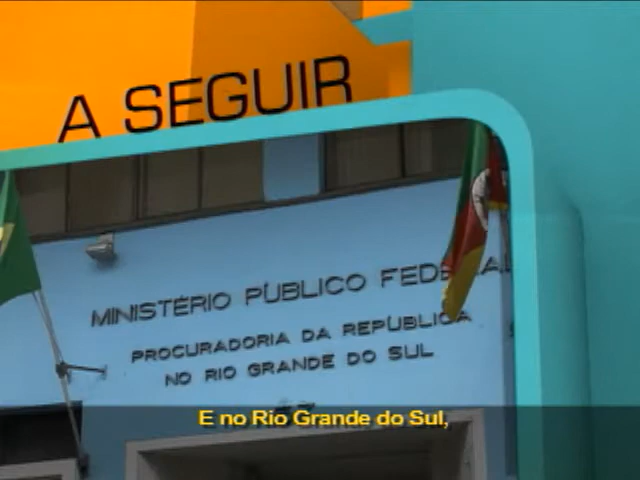 A SEGUIR
MINISTÉRIO PÚBLICO FEDERAL
PROCURADORIA DA REPÚBLICA
NO RIO GRANDE DO SUL
E no Rio Grande do Sul,